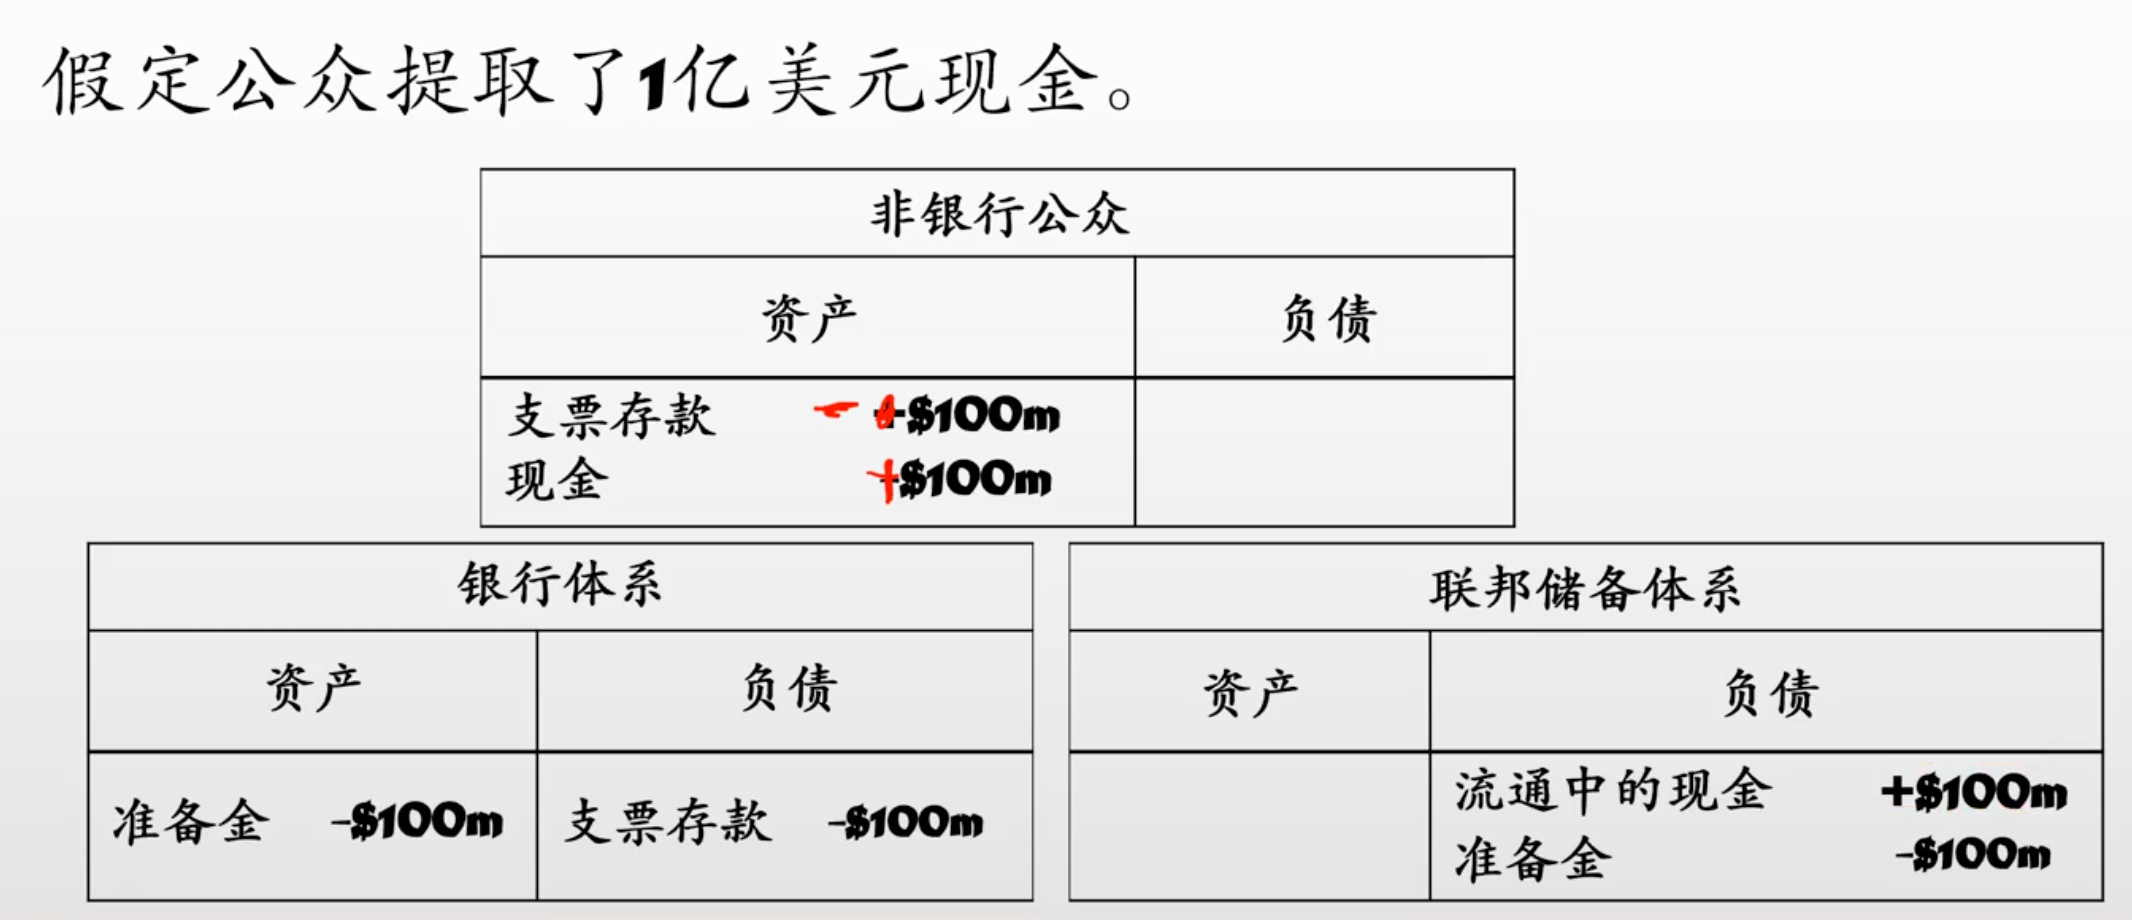 假定公众提取了1亿美元现金。
非银行公众
资产 负债
支票存款 - +$100m
现金 +$100m
银行体系
资产 负债
准备金 -$100m 支票存款 -$100m
联邦储备体系
资产 负债
流通中的现金 +$100m
准备金 -$100m